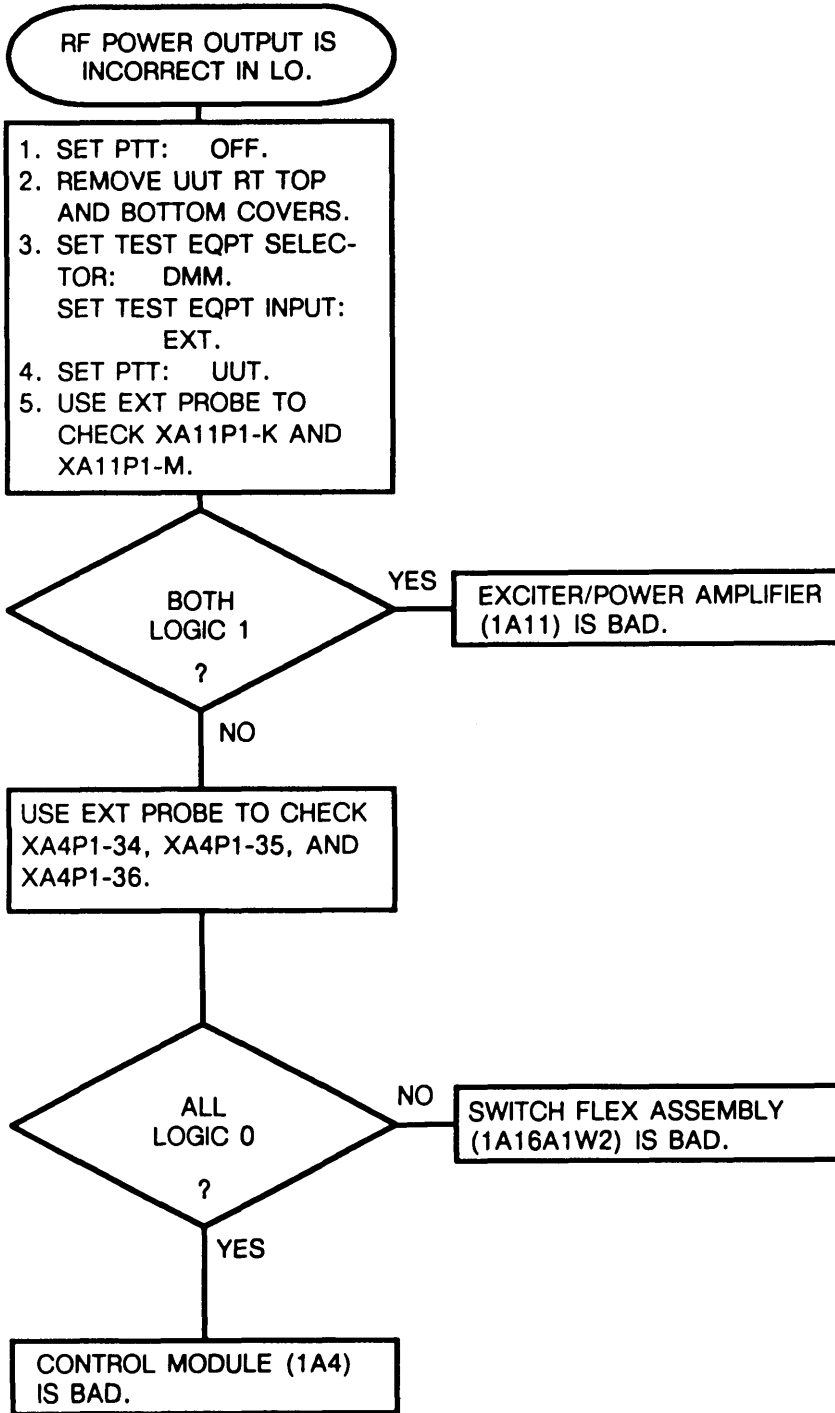 RF POWER OUTPUT IS
INCORRECT IN LO.
1. SET PTT: OFF.
2. REMOVE UUT RT TOP
AND BOTTOM COVERS.
3. SET TEST EQPT SELEC-
TOR: DMM.
SET TEST EQPT INPUT:
EXT.
4. SET PTT: UUT.
5. USE EXT PROBE TO
CHECK XA11P1-K AND
XA11P1-M.
BOTH
LOGIC 1
?
YES
EXCITER/POWER AMPLIFIER
(1A11) IS BAD.
NO
USE EXT PROBE TO CHECK
XA4P1-34, XA4P1-35, AND
XA4P1-36.
ALL
LOGIC 0
?
NO
SWITCH FLEX ASSEMBLY
(1A16A1W2) IS BAD.
YES
CONTROL MODULE (1A4)
IS BAD.